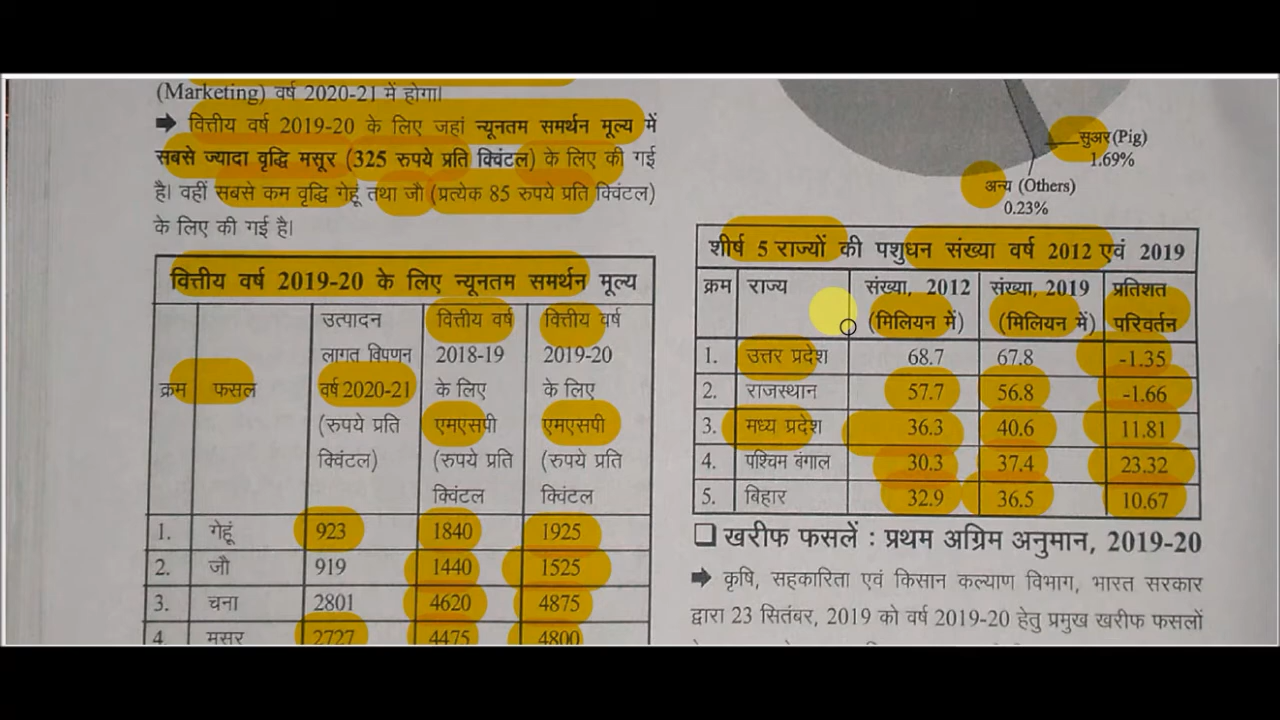 (Marketing) वर्ष 2020-21 में होगा।
➡ वित्तीय वर्ष 2019-20 के लिए जहां न्यूनतम समर्थन मूल्य में
सबसे ज्यादा वृद्धि मसूर (325 रुपये प्रति क्विंटल) के लिए की गई
है। वहीं सबसे कम वृद्धि गेहूं तथा जौ (प्रत्येक 85 रुपये प्रति क्विंटल)
के लिए की गई है।
वित्तीय वर्ष 2019-20 के लिए न्यूनतम समर्थन मूल्य
उत्पादन वित्तीय वर्ष वित्तीय वर्ष
लागत विपणन 2018-19 2019-20
क्रम फसल वर्ष 2020-21 के लिए के लिए
(रुपये प्रति एमएसपी एमएसपी
क्विंटल) (रुपये प्रति (रुपये प्रति
क्विंटल क्विंटल
1. गेहूं 923 1840 1925
2. जौ 919 1440 1525
3. चना 2801 4620 4875
4. मसूर 2727 4475 4800
सुअर (Pig)
1.69%
अन्य (Others)
0.23%
शीर्ष 5 राज्यों की पशुधन संख्या वर्ष 2012 एवं 2019
क्रम राज्य संख्या, 2012 संख्या, 2019 प्रतिशत
(मिलियन में) (मिलियन में) परिवर्तन
1. उत्तर प्रदेश 68.7 67.8 -1.35
2. राजस्थान 57.7 56.8 -1.66
3. मध्य प्रदेश 36.3 40.6 11.81
4. पश्चिम बंगाल 30.3 37.4 23.32
5. बिहार 32.9 36.5 10.67
❑ खरीफ फसलें : प्रथम अग्रिम अनुमान, 2019-20
➡ कृषि, सहकारिता एवं किसान कल्याण विभाग, भारत सरकार
द्वारा 23 सितंबर, 2019 को वर्ष 2019-20 हेतु प्रमुख खरीफ फसलों